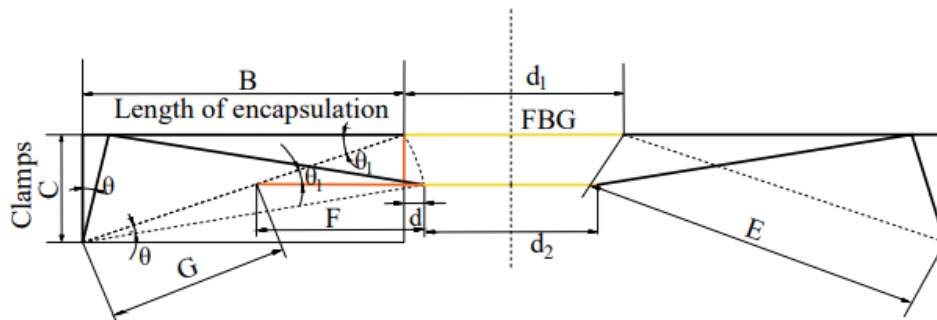 B
d₁
Length of encapsulation
FBG
Clamps
C
θ
θ₁
θ₁
θ
F
d
d₂
E
G